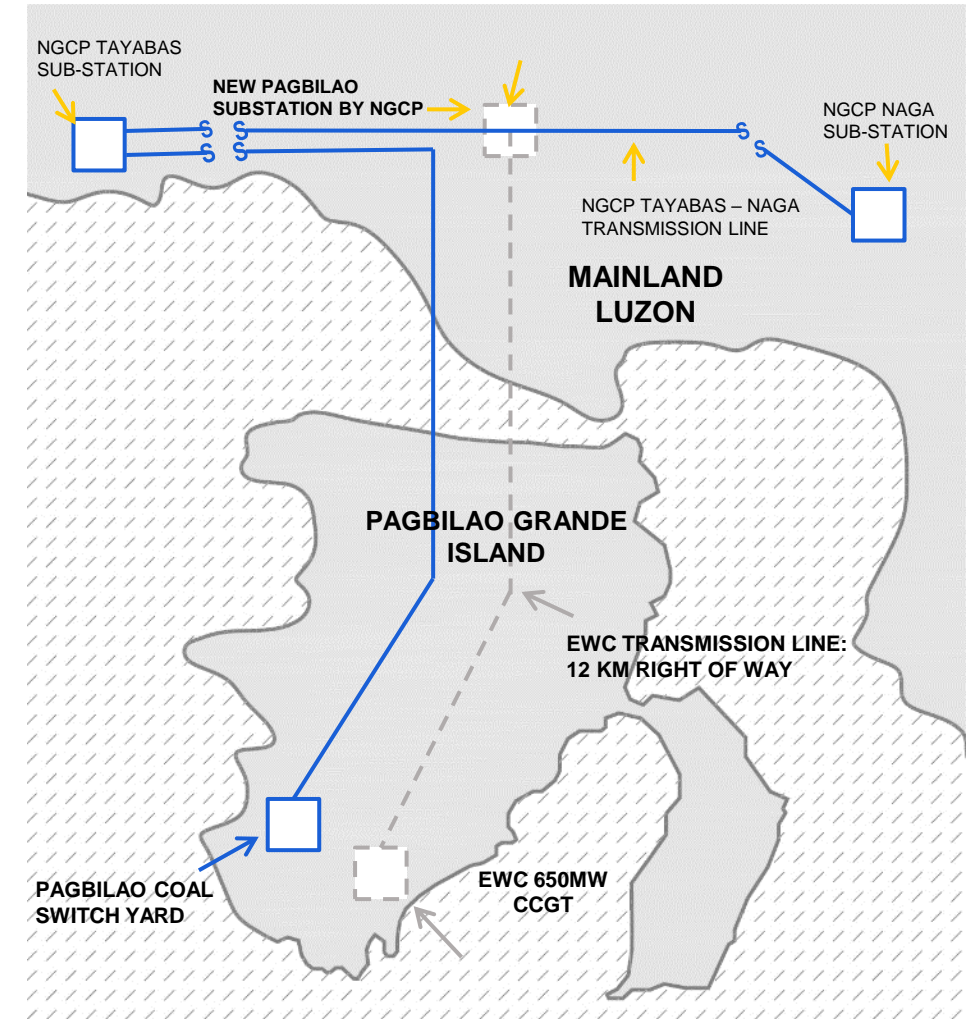 NGCP TAYABAS
SUB-STATION
NEW PAGBILAO
SUBSTATION BY NGCP
NGCP NAGA
SUB-STATION
NGCP TAYABAS – NAGA
TRANSMISSION LINE
MAINLAND
LUZON
PAGBILAO GRANDE
ISLAND
EWC TRANSMISSION LINE:
12 KM RIGHT OF WAY
PAGBILAO COAL
SWITCH YARD
EWC 650MW
CCGT